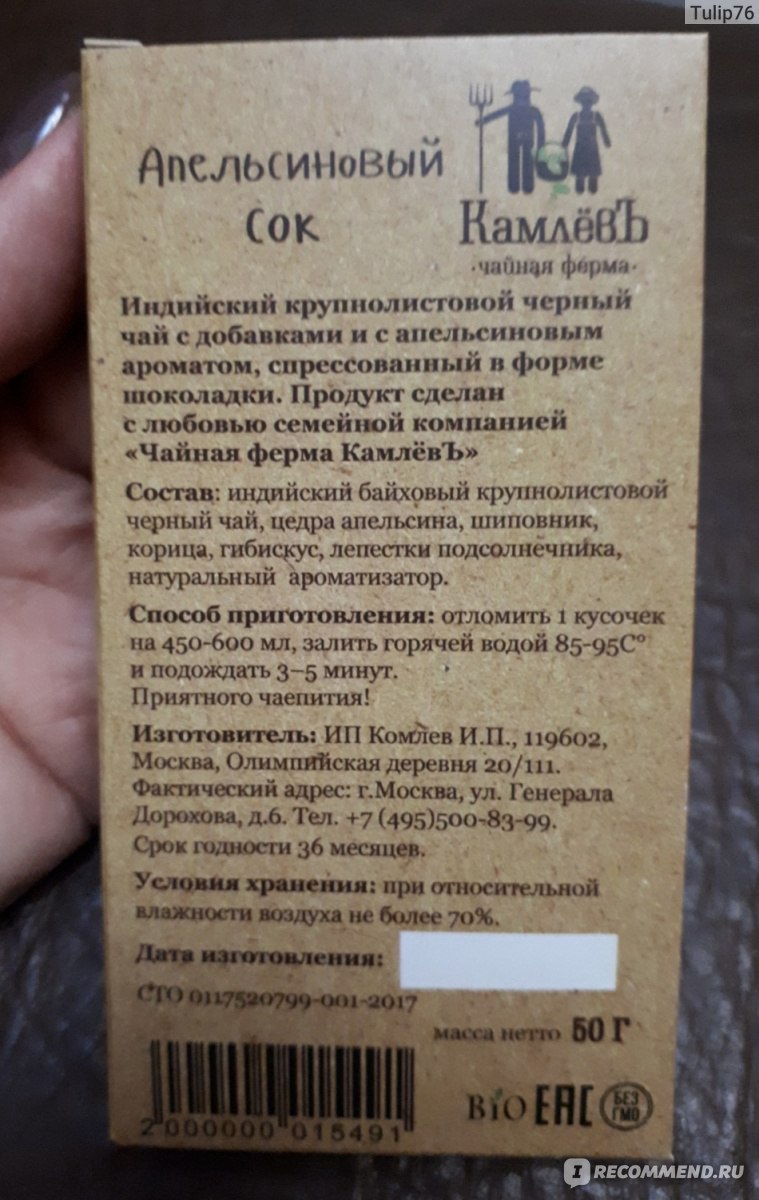 Tulip76
Апельсиновый
сок
КамлёвЪ
·чайная ферма·
Индийский крупнолистовой черный
чай с добавками и с апельсиновым
ароматом, спрессованный в форме
шоколадки. Продукт сделан
с любовью семейной компанией
«Чайная ферма КамлёвЪ»
Состав: индийский байховый крупнолистовой
черный чай, цедра апельсина, шиповник,
корица, гибискус, лепестки подсолнечника,
натуральный ароматизатор.
Способ приготовления: отломить 1 кусочек
на 450-600 мл, залить горячей водой 85-95С°
и подождать 3–5 минут.
Приятного чаепития!
Изготовитель: ИП Комлев И.П., 119602,
Москва, Олимпийская деревня 20/111.
Фактический адрес: г.Москва, ул. Генерала
Дорохова, д.6. Тел. +7 (495)500-83-99.
Срок годности 36 месяцев.
Условия хранения: при относительной
влажности воздуха не более 70%.
Дата изготовления:
СТО 0117520799-001-2017
масса нетто 50 Г
BIO EAC БЕЗ ГМО
2 000000 015491
IRECOMMEND.RU